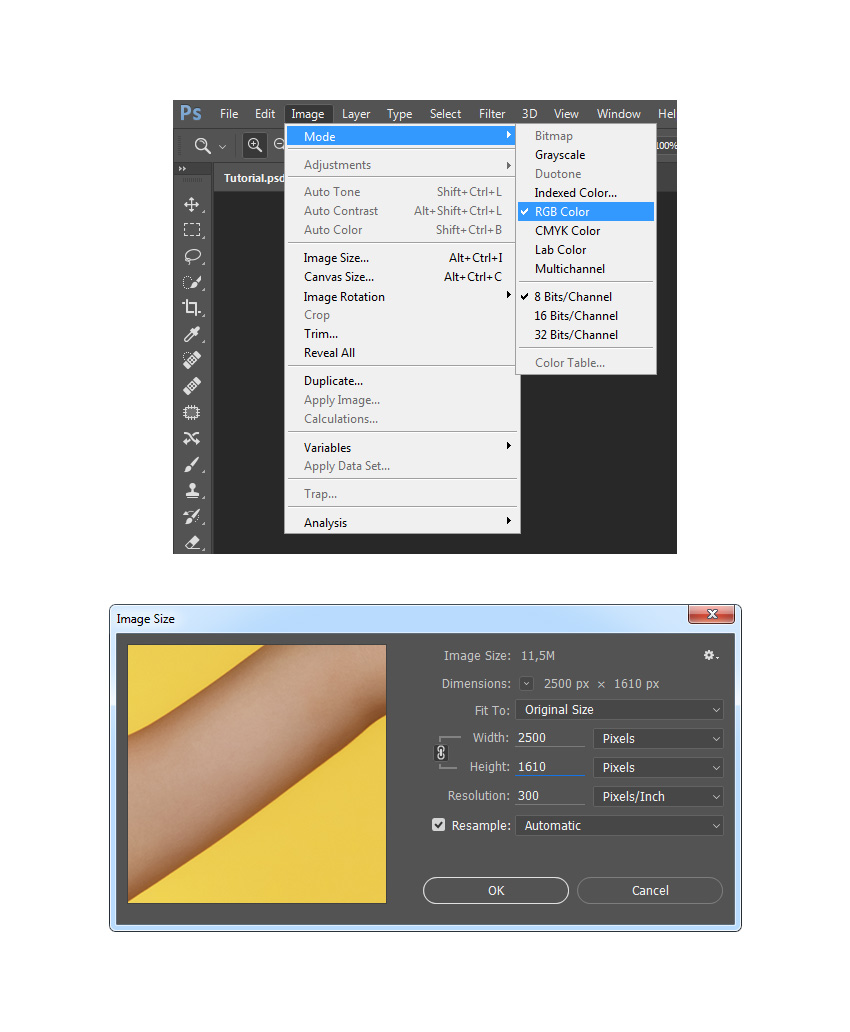 Ps File Edit Image Layer Type Select Filter 3D View Window Hel
100%
Tutorial.psd
Mode
Adjustments
Auto Tone Shift+Ctrl+L
Auto Contrast Alt+Shift+Ctrl+L
Auto Color Shift+Ctrl+B
Image Size... Alt+Ctrl+I
Canvas Size... Alt+Ctrl+C
Image Rotation
Crop
Trim...
Reveal All
Duplicate...
Apply Image...
Calculations...
Variables
Apply Data Set...
Trap...
Analysis
Bitmap
Grayscale
Duotone
Indexed Color...
RGB Color
CMYK Color
Lab Color
Multichannel
8 Bits/Channel
16 Bits/Channel
32 Bits/Channel
Color Table...
Image Size
Image Size: 11,5M
Dimensions: 2500 px × 1610 px
Fit To: Original Size
Width: 2500 Pixels
Height: 1610 Pixels
Resolution: 300 Pixels/Inch
Resample: Automatic
OK Cancel